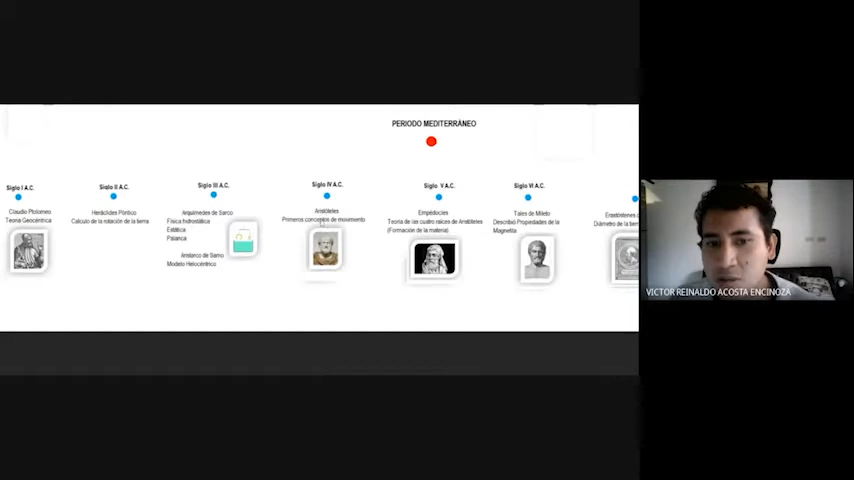 PERIODO MEDITERRÁNEO
Siglo I A.C.
Claudio Ptolomeo
Teoría Geocéntrica
Siglo II A.C.
Heráclides Póntico
Calculo de la rotación de la tierra
Siglo III A.C.
Arquímedes de Sarco
Física hidrostática
Estática
Palanca
Aristarco de Samo
Modelo Heliocéntrico
Siglo IV A.C.
Aristóteles
Primeros conceptos de movimiento
Siglo V A.C.
Empédocles
Teoría de las cuatro raíces de Aristóteles
(Formación de la materia)
Siglo VI A.C.
Tales de Mileto
Describió Propiedades de la
Magnetita
Erastóstenes
Diámetro de la
VICTOR REINALDO ACOSTA ENCINOZA